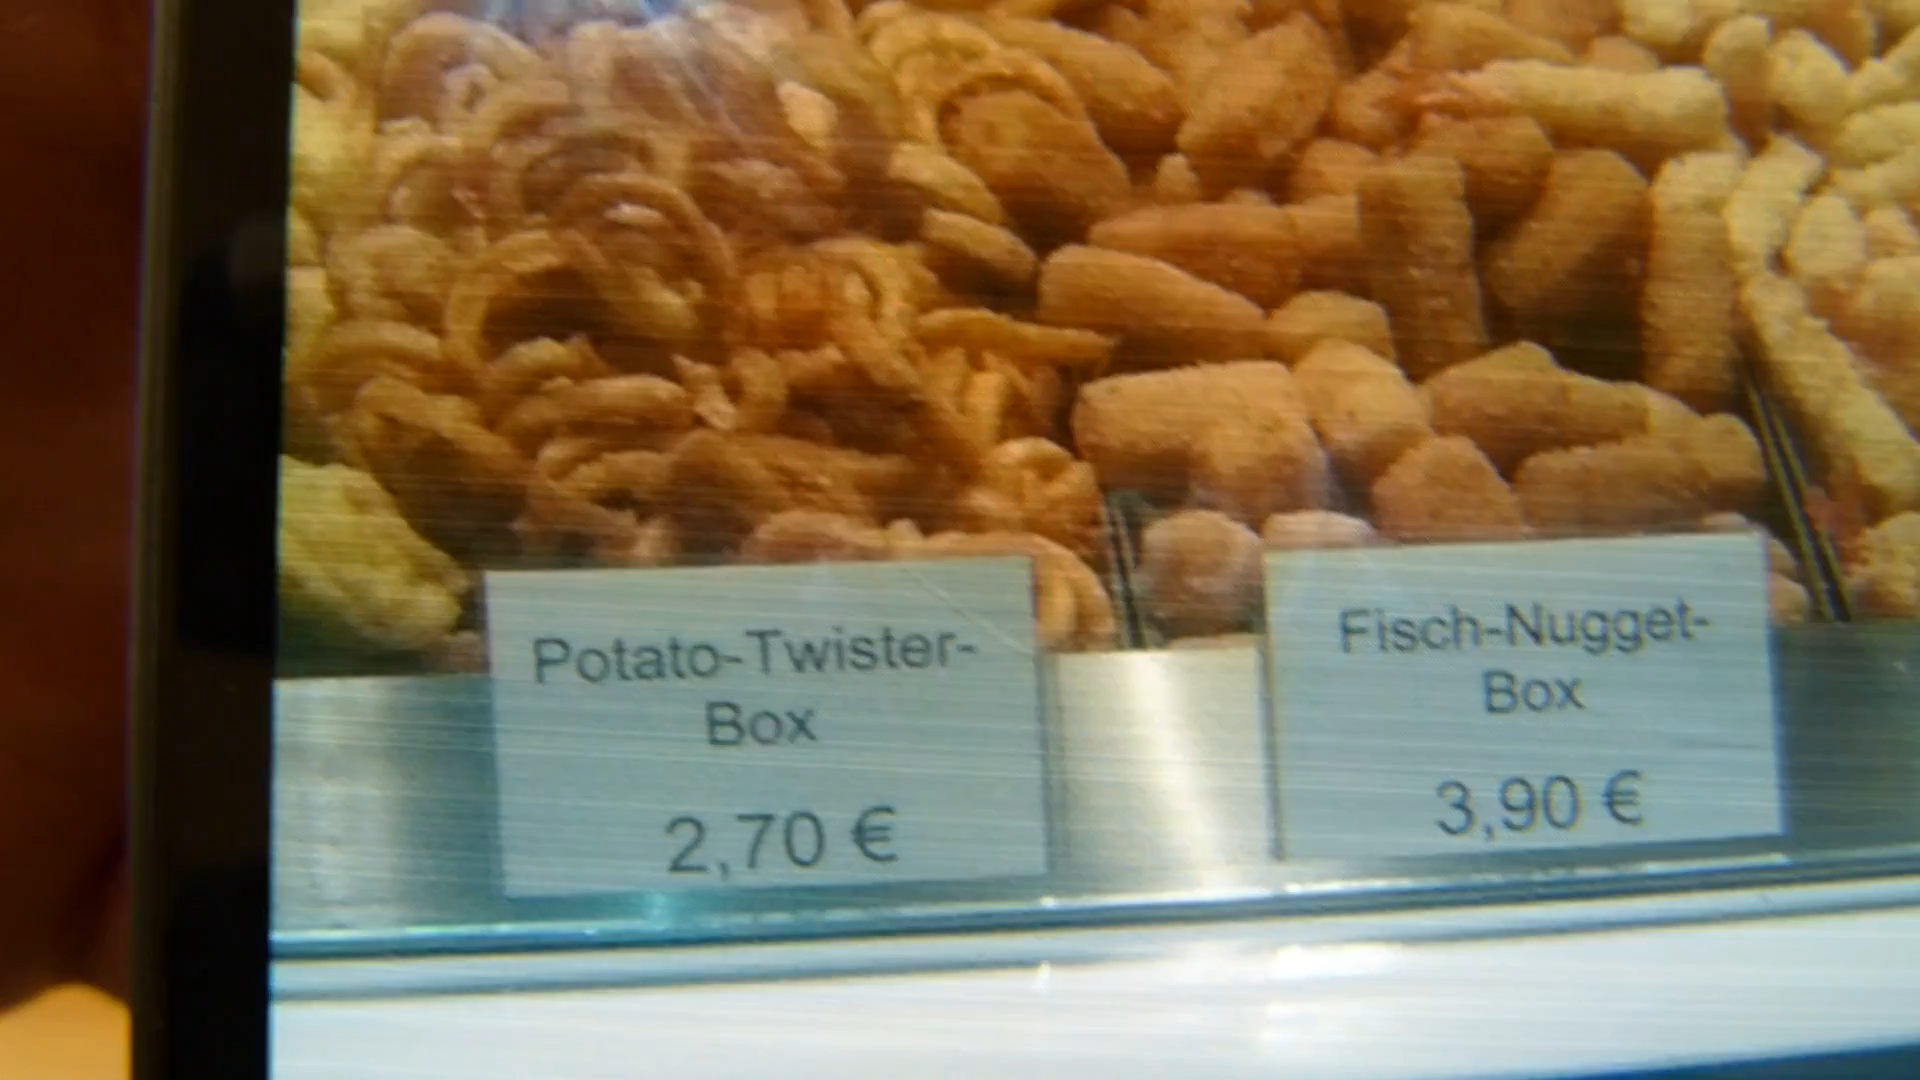 Potato-Twister-
Box
2,70 €
Fisch-Nugget-
Box
3,90 €